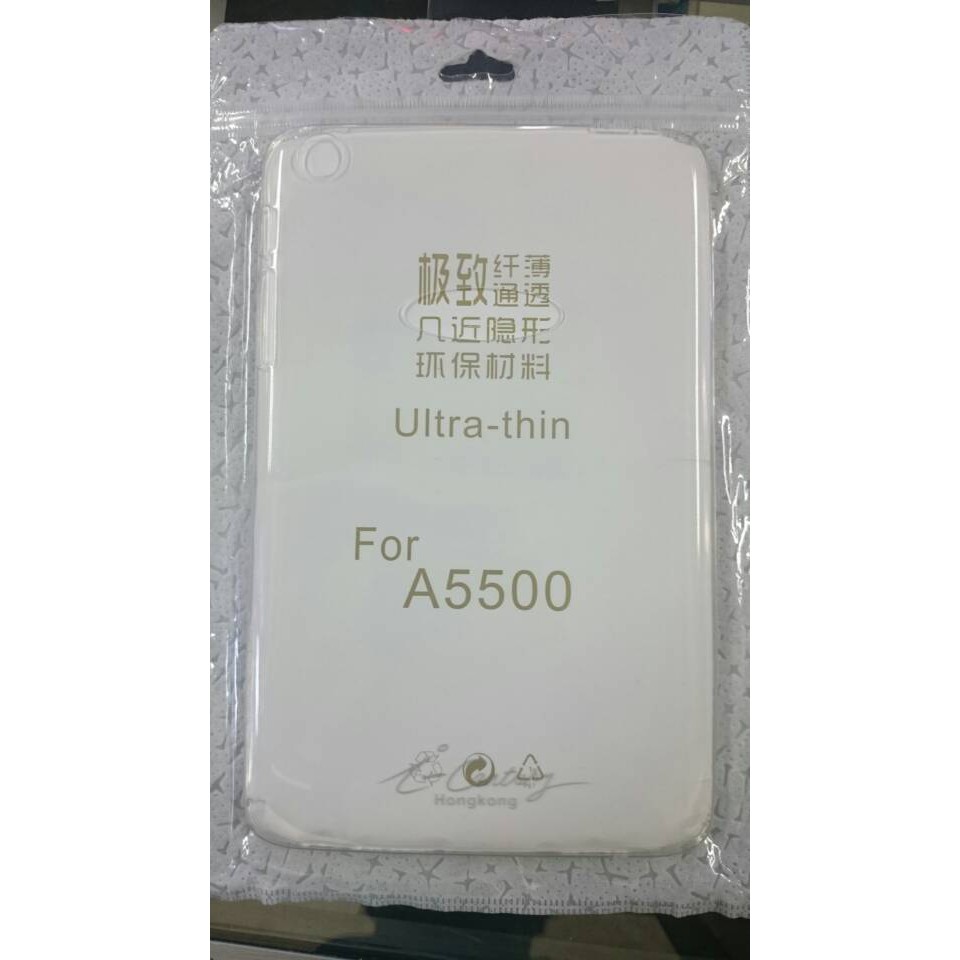 极致纤薄
通透
几近隐形
环保材料
Ultra-thin
For
A5500
Hongkong